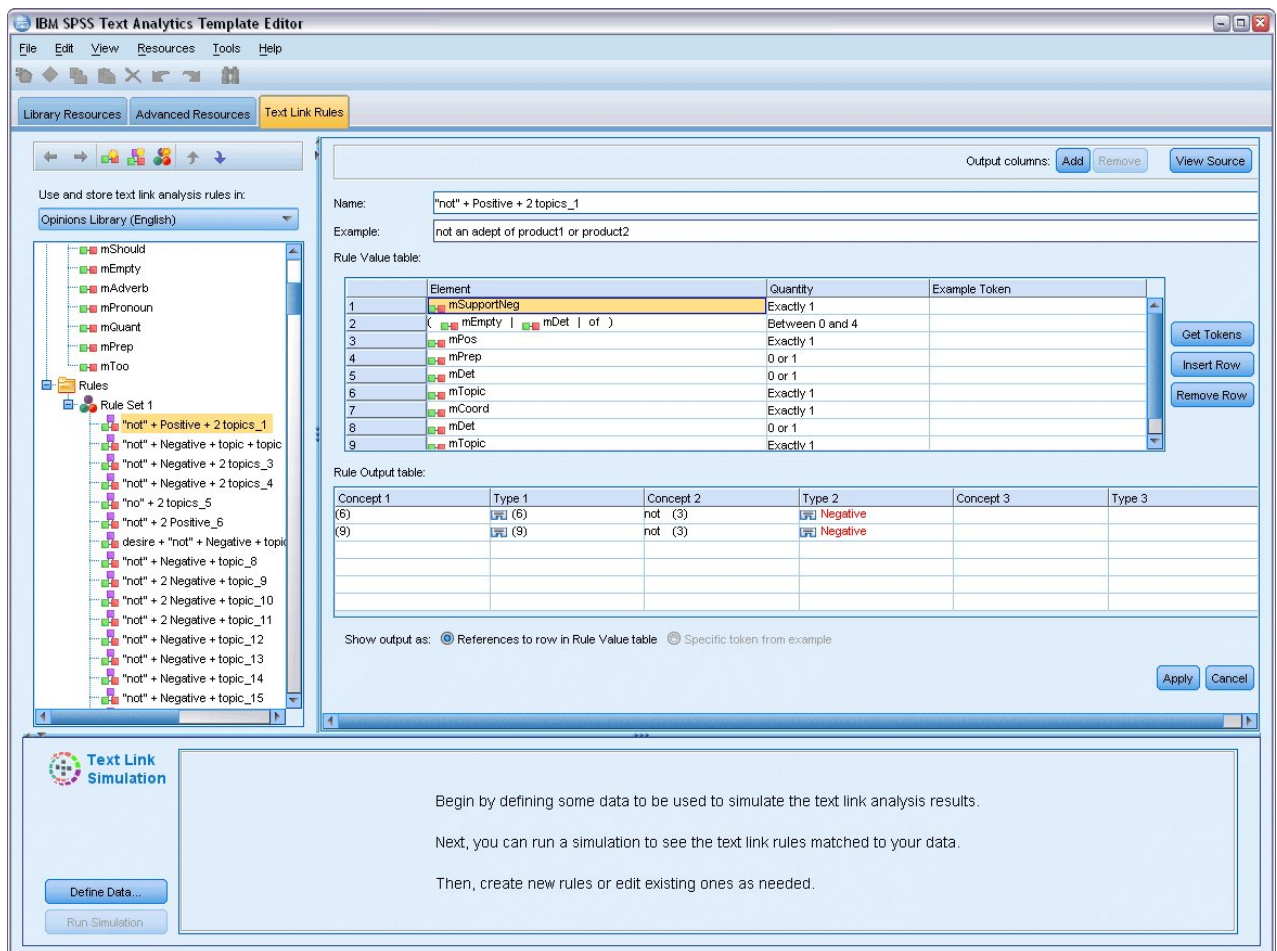 IBM SPSS Text Analytics Template Editor
File Edit View Resources Tools Help
Library Resources Advanced Resources Text Link Rules
Output columns: Add Remove View Source
Use and store text link analysis rules in:
Opinions Library (English)
mShould
mEmpty
mAdverb
mPronoun
mQuant
mPrep
mToo
Rules
Rule Set 1
"not" + Positive + 2 topics_1
"not" + Negative + topic + topic
"not" + Negative + 2 topics_3
"not" + Negative + 2 topics_4
"no" + 2 topics_5
"not" + 2 Positive_6
desire + "not" + Negative + topic
"not" + Negative + topic_8
"not" + 2 Negative + topic_9
"not" + 2 Negative + topic_10
"not" + 2 Negative + topic_11
"not" + Negative + topic_12
"not" + Negative + topic_13
"not" + Negative + topic_14
"not" + Negative + topic_15
Name: "not" + Positive + 2 topics_1
Example: not an adept of product1 or product2
Rule Value table:
Element Quantity Example Token
1 mSupportNeg Exactly 1
2 ( mEmpty | mDet | of ) Between 0 and 4
3 mPos Exactly 1
4 mPrep 0 or 1
5 mDet 0 or 1
6 mTopic Exactly 1
7 mCoord Exactly 1
8 mDet 0 or 1
9 mTopic Exactly 1
Get Tokens
Insert Row
Remove Row
Rule Output table:
Concept 1 Type 1 Concept 2 Type 2 Concept 3 Type 3
(6) (6) not (3) Negative
(9) (9) not (3) Negative
Show output as: References to row in Rule Value table Specific token from example
Apply Cancel
Text Link
Simulation
Begin by defining some data to be used to simulate the text link analysis results.
Next, you can run a simulation to see the text link rules matched to your data.
Then, create new rules or edit existing ones as needed.
Define Data...
Run Simulation